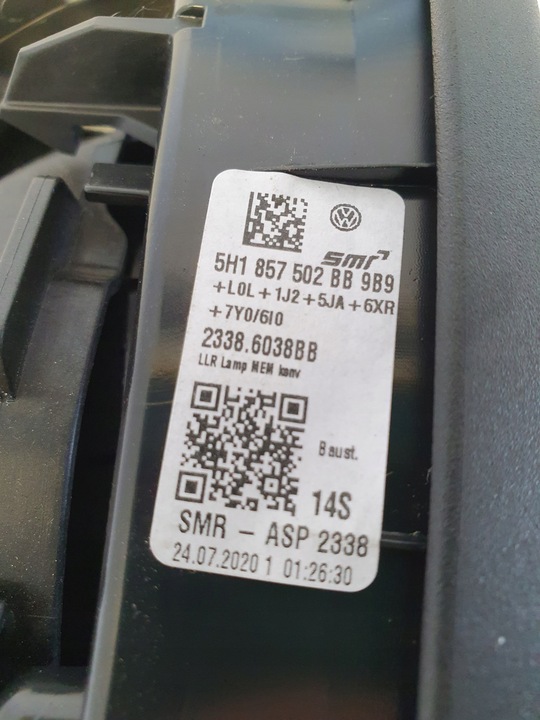 smr
5H1 857 502 BB 9B9
+L0L+1J2+5JA+6XR
+7Y0/6I0
2338.6038BB
LLR Lamp MEM konv
Baust.
14S
SMR - ASP 2338
24.07.2020 1 01:26:30